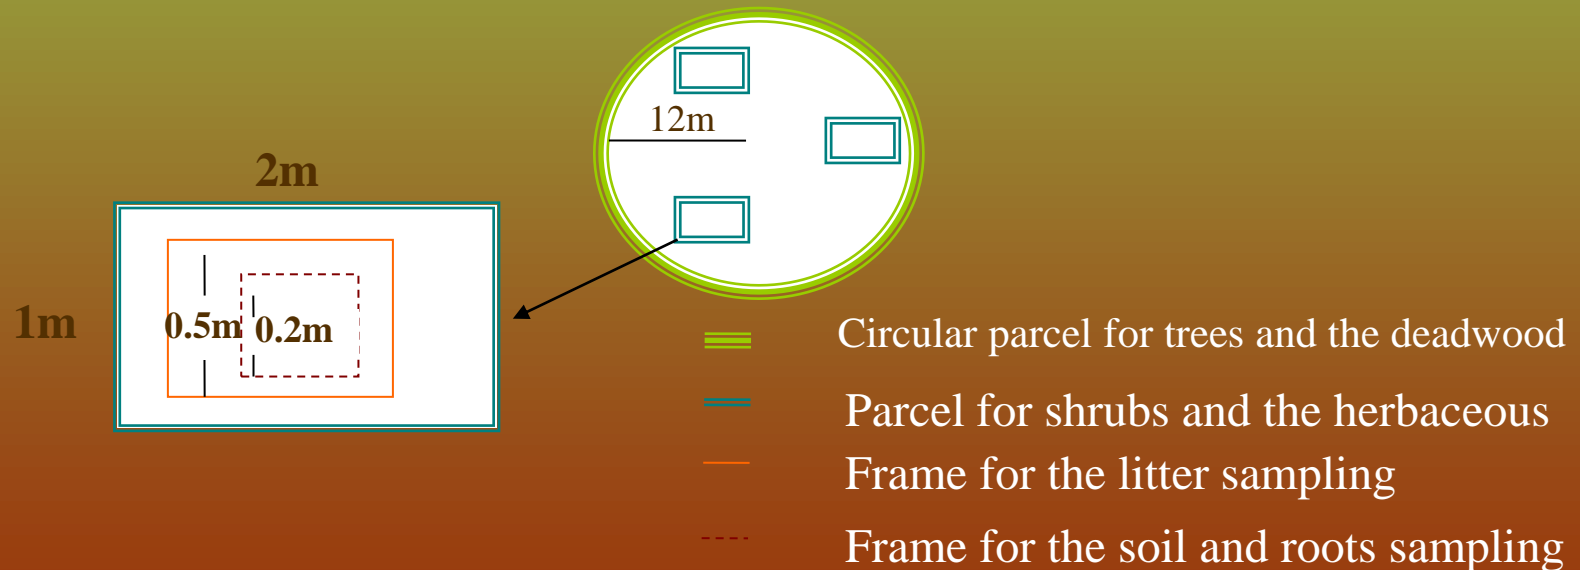 12m
2m
1m
0.5m
0.2m
Circular parcel for trees and the deadwood
Parcel for shrubs and the herbaceous
Frame for the litter sampling
Frame for the soil and roots sampling